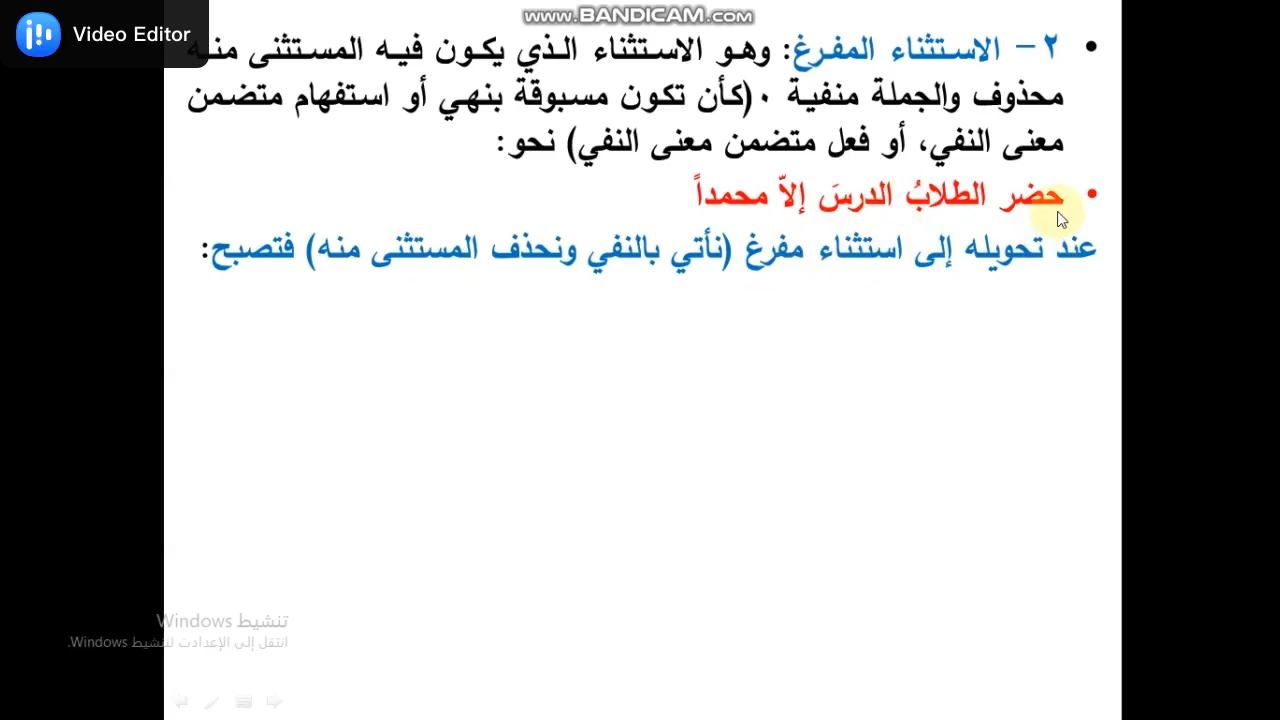 www.BANDICAM.com
Video Editor
٢ – الاستثناء المفرغ: وهو الاستثناء الذي يكون فيه المستثنى منه
محذوف والجملة منفية ٠ (كأن تكون مسبوقة بنهي أو استفهام متضمن
معنى النفي، أو فعل متضمن معنى النفي) نحو:
حضر الطلابُ الدرسَ إلاّ محمداً
عند تحويله إلى استثناء مفرغ (نأتي بالنفي ونحذف المستثنى منه) فتصبح:
تنشيط Windows
انتقل إلى الإعدادت لتنشيط Windows.